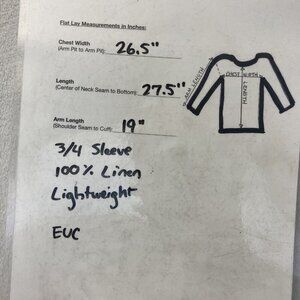 Flat Lay Measurements in Inches:
Chest Width
(Arm Pit to Arm Pit): 26.5"
Length
(Center of Neck Seam to Bottom): 27.5"
Arm Length
(Shoulder Seam to Cuff): 19"
ARM LENGTH
CHEST WIDTH
LENGTH
3/4 Sleeve
100% Linen
Lightweight
EUC